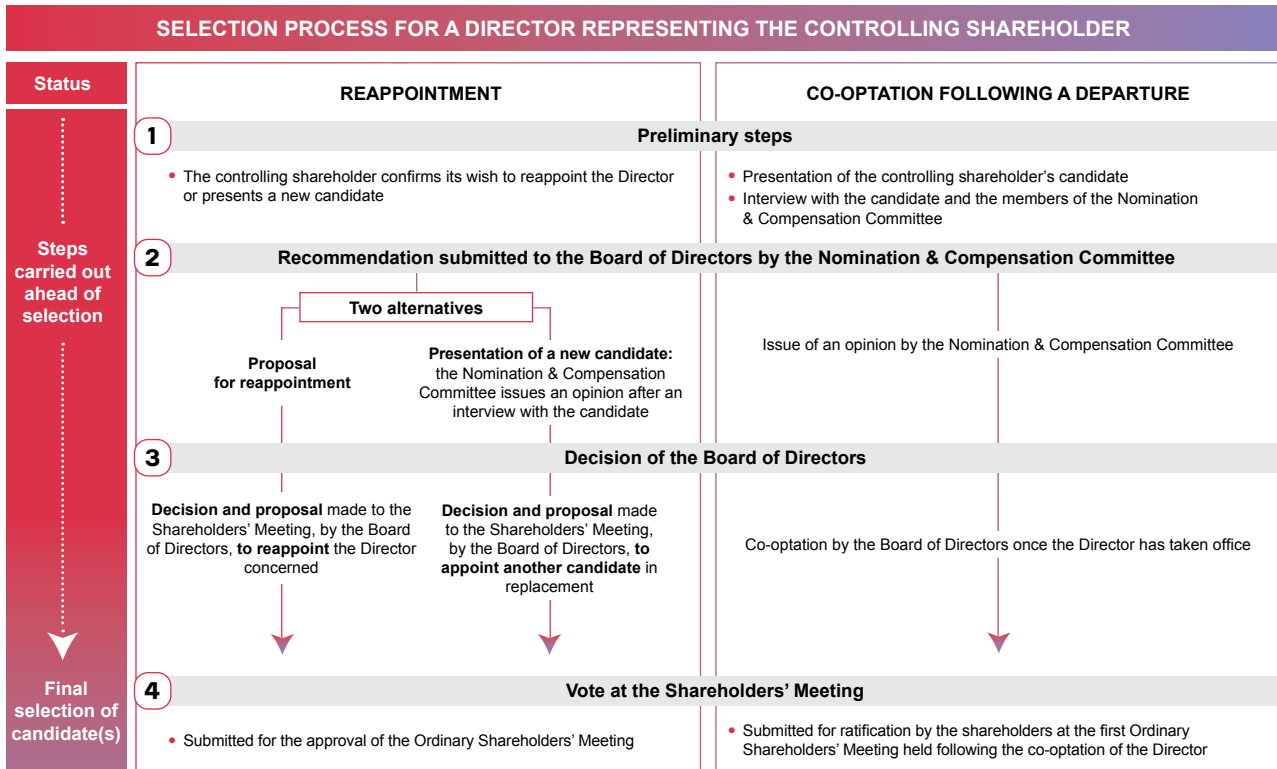 SELECTION PROCESS FOR A DIRECTOR REPRESENTING THE CONTROLLING SHAREHOLDER
Status
REAPPOINTMENT
CO-OPTATION FOLLOWING A DEPARTURE
Steps
carried out
ahead of
selection
1
Preliminary steps
• The controlling shareholder confirms its wish to reappoint the Director
or presents a new candidate
• Presentation of the controlling shareholder’s candidate
• Interview with the candidate and the members of the Nomination
& Compensation Committee
2
Recommendation submitted to the Board of Directors by the Nomination & Compensation Committee
Two alternatives
Proposal
for reappointment
Presentation of a new candidate:
the Nomination & Compensation
Committee issues an opinion after an
interview with the candidate
Issue of an opinion by the Nomination & Compensation Committee
3
Decision of the Board of Directors
Decision and proposal made to the
Shareholders’ Meeting, by the Board
of Directors, to reappoint the Director
concerned
Decision and proposal made
to the Shareholders’ Meeting,
by the Board of Directors, to
appoint another candidate in
replacement
Co-optation by the Board of Directors once the Director has taken office
Final
selection of
candidate(s)
4
Vote at the Shareholders’ Meeting
• Submitted for the approval of the Ordinary Shareholders’ Meeting
• Submitted for ratification by the shareholders at the first Ordinary
Shareholders’ Meeting held following the co-optation of the Director